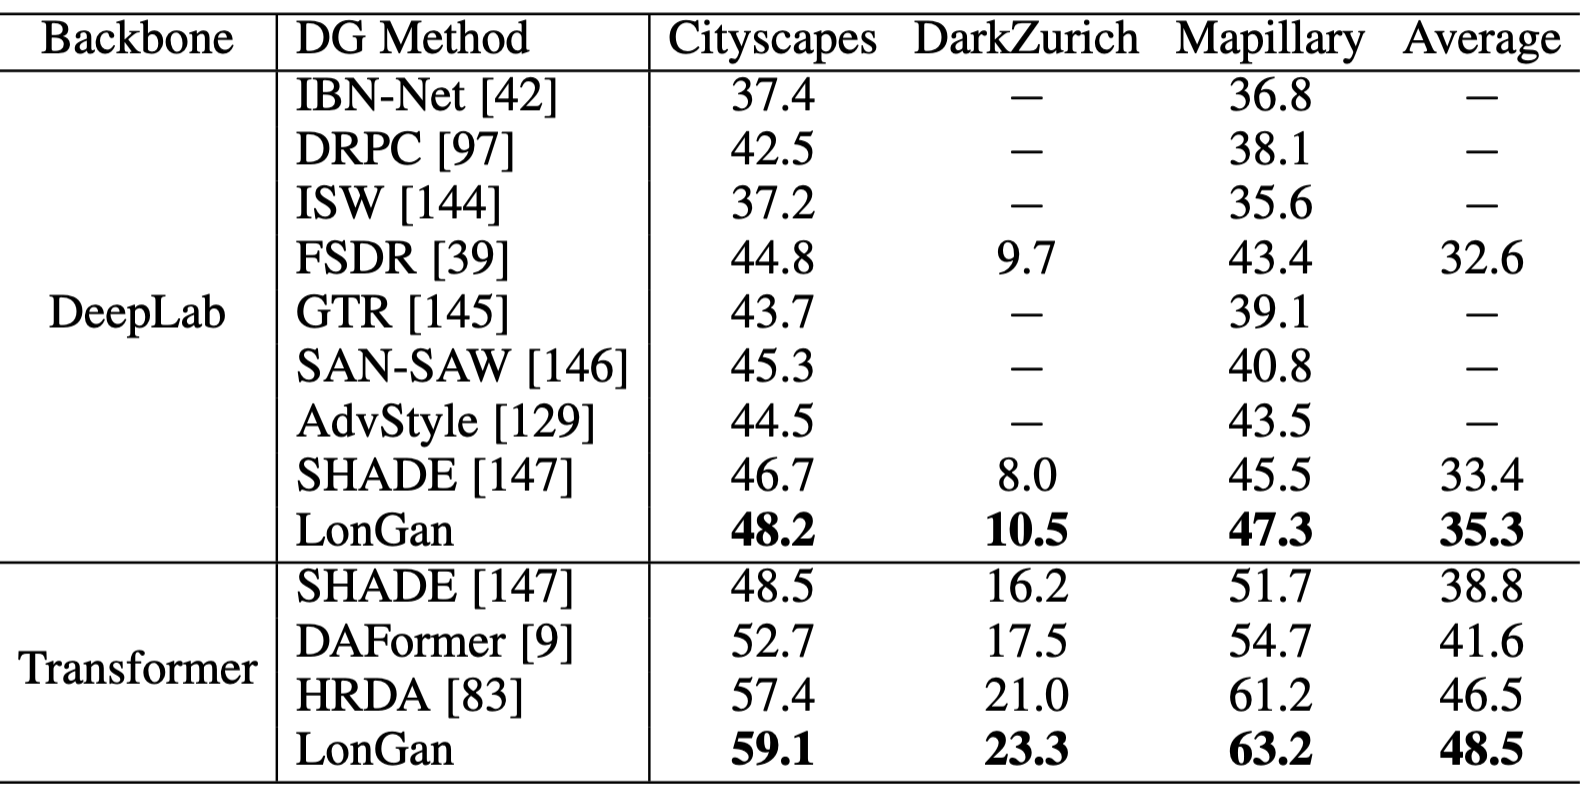 Backbone DG Method Cityscapes DarkZurich Mapillary Average
IBN-Net [42] 37.4 – 36.8 –
DRPC [97] 42.5 – 38.1 –
ISW [144] 37.2 – 35.6 –
FSDR [39] 44.8 9.7 43.4 32.6
DeepLab GTR [145] 43.7 – 39.1 –
SAN-SAW [146] 45.3 – 40.8 –
AdvStyle [129] 44.5 – 43.5 –
SHADE [147] 46.7 8.0 45.5 33.4
LonGan 48.2 10.5 47.3 35.3
SHADE [147] 48.5 16.2 51.7 38.8
DAFormer [9] 52.7 17.5 54.7 41.6
Transformer
HRDA [83] 57.4 21.0 61.2 46.5
LonGan 59.1 23.3 63.2 48.5